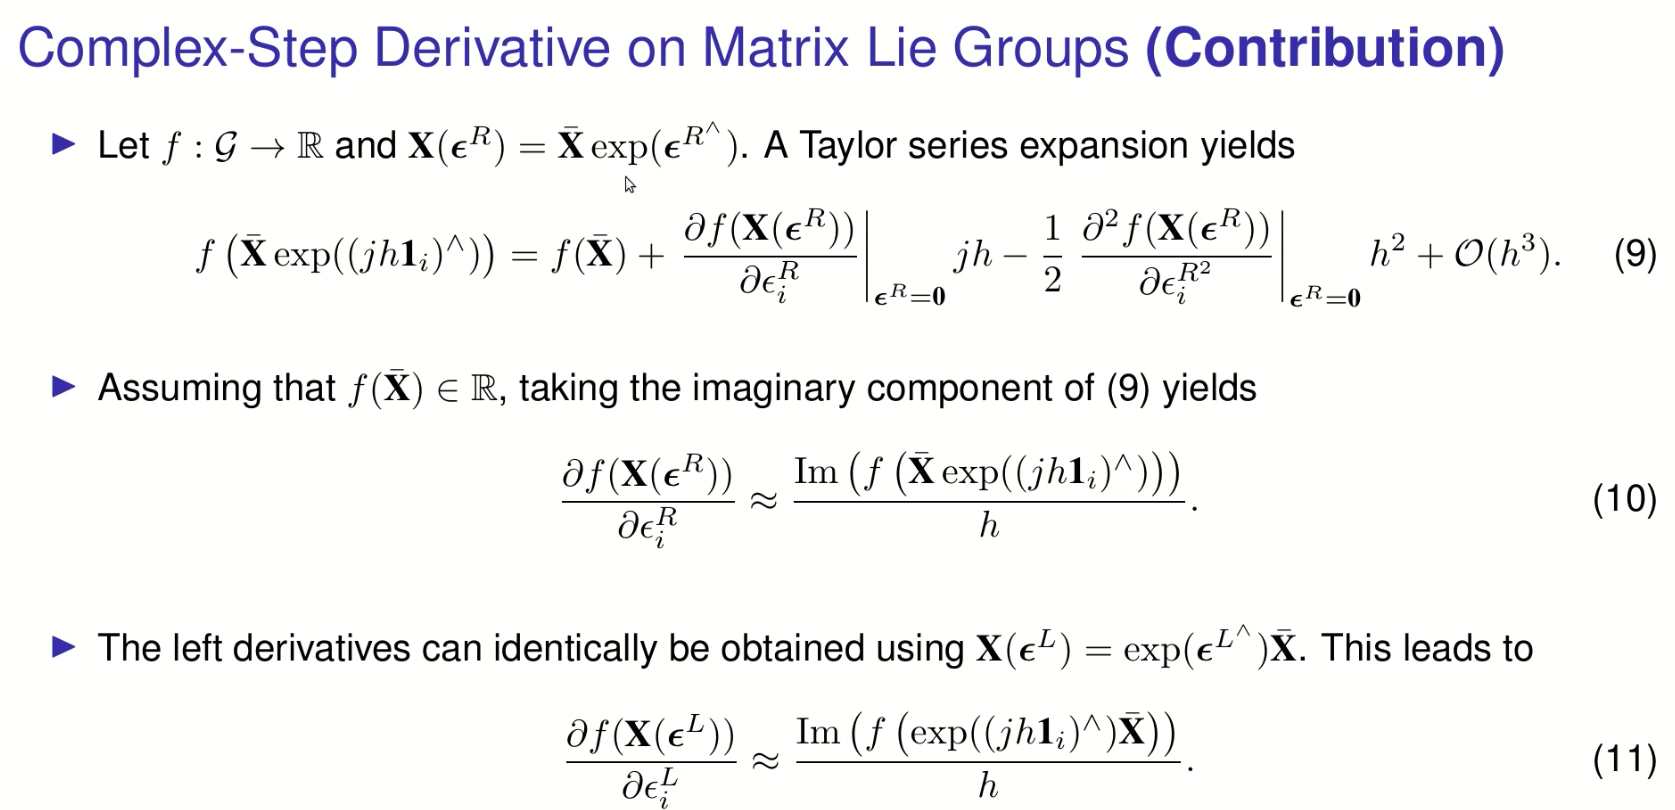 Complex-Step Derivative on Matrix Lie Groups (Contribution)
▶ Let $f : \mathcal{G} \to \mathbb{R}$ and $\mathbf{X}(\boldsymbol{\epsilon}^R) = \bar{\mathbf{X}} \exp(\boldsymbol{\epsilon}^{R^\wedge})$. A Taylor series expansion yields
$f\left(\bar{\mathbf{X}} \exp((jh\mathbf{1}_i)^\wedge)\right) = f(\bar{\mathbf{X}}) + \left.\frac{\partial f(\mathbf{X}(\boldsymbol{\epsilon}^R))}{\partial \epsilon_i^R}\right|_{\boldsymbol{\epsilon}^R=\mathbf{0}} jh - \frac{1}{2} \left.\frac{\partial^2 f(\mathbf{X}(\boldsymbol{\epsilon}^R))}{\partial \epsilon_i^{R2}}\right|_{\boldsymbol{\epsilon}^R=\mathbf{0}} h^2 + \mathcal{O}(h^3).$ (9)
▶ Assuming that $f(\bar{\mathbf{X}}) \in \mathbb{R}$, taking the imaginary component of (9) yields
$\frac{\partial f(\mathbf{X}(\boldsymbol{\epsilon}^R))}{\partial \epsilon_i^R} \approx \frac{\mathrm{Im}\left(f\left(\bar{\mathbf{X}} \exp((jh\mathbf{1}_i)^\wedge)\right)\right)}{h}.$ (10)
▶ The left derivatives can identically be obtained using $\mathbf{X}(\boldsymbol{\epsilon}^L) = \exp(\boldsymbol{\epsilon}^{L^\wedge})\bar{\mathbf{X}}$. This leads to
$\frac{\partial f(\mathbf{X}(\boldsymbol{\epsilon}^L))}{\partial \epsilon_i^L} \approx \frac{\mathrm{Im}\left(f\left(\exp((jh\mathbf{1}_i)^\wedge)\bar{\mathbf{X}}\right)\right)}{h}.$ (11)